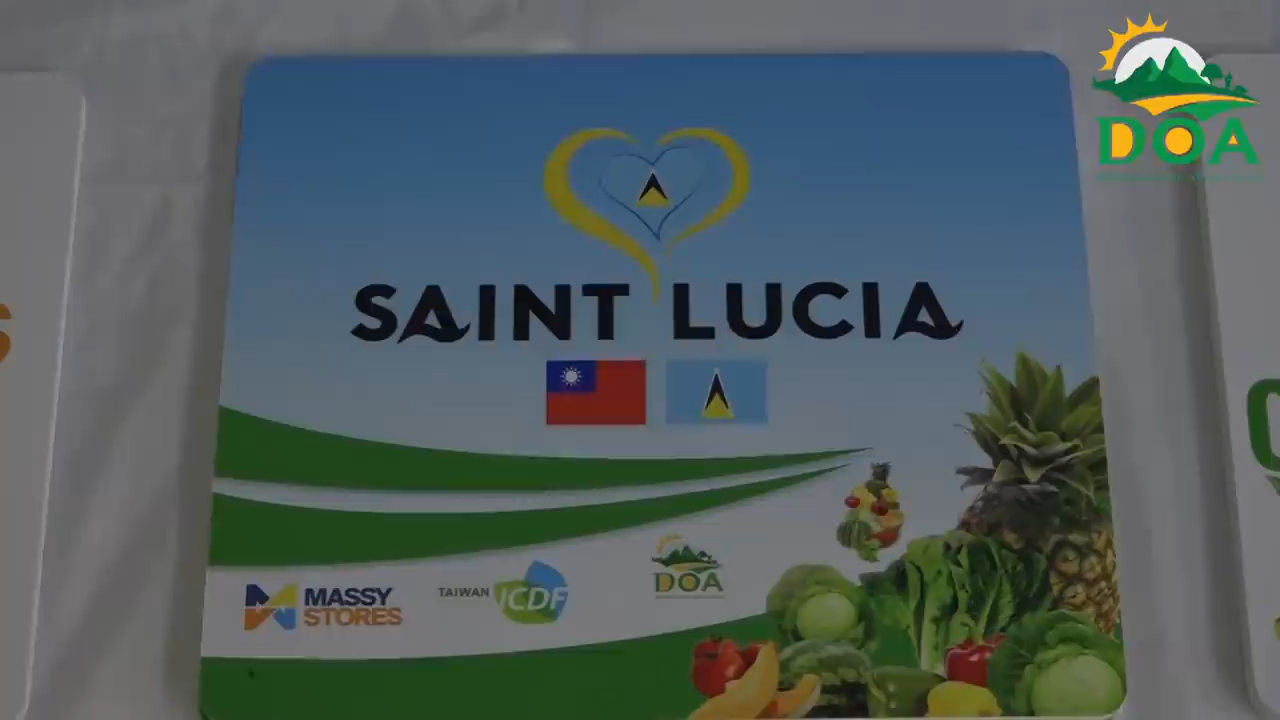 DOA
SAINT LUCIA
MASSY
STORES
TAIWAN
ICDF
DOA